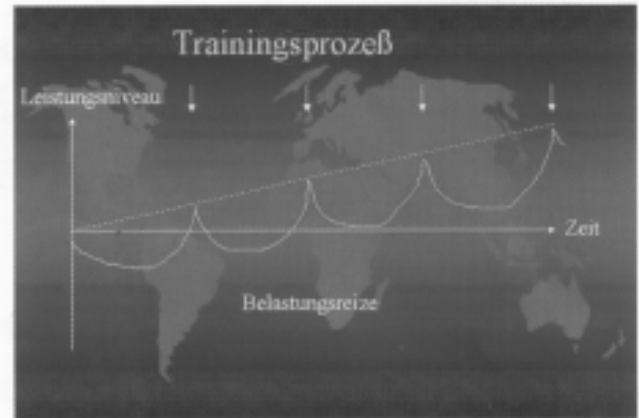 Trainingsprozeß
Leistungsniveau
Zeit
Belastungsreize